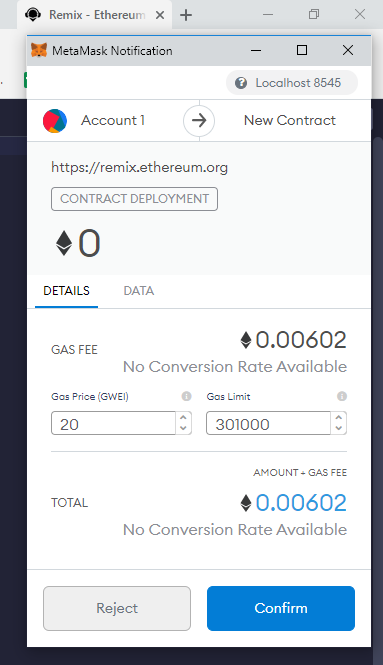 Remix - Ethereum
MetaMask Notification
Localhost 8545
Account 1
New Contract
https://remix.ethereum.org
CONTRACT DEPLOYMENT
0
DETAILS
DATA
GAS FEE
0.00602
No Conversion Rate Available
Gas Price (GWEI)
Gas Limit
20
301000
AMOUNT + GAS FEE
TOTAL
0.00602
No Conversion Rate Available
Reject
Confirm